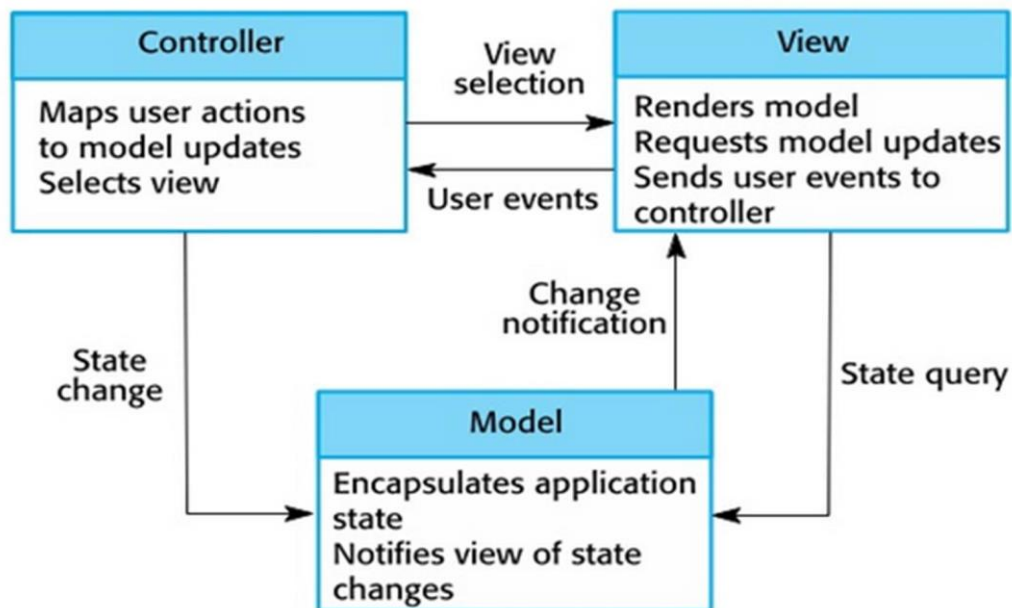 Controller
Maps user actions
to model updates
Selects view
View
selection
User events
View
Renders model
Requests model updates
Sends user events to
controller
State
change
Change
notification
State query
Model
Encapsulates application
state
Notifies view of state
changes